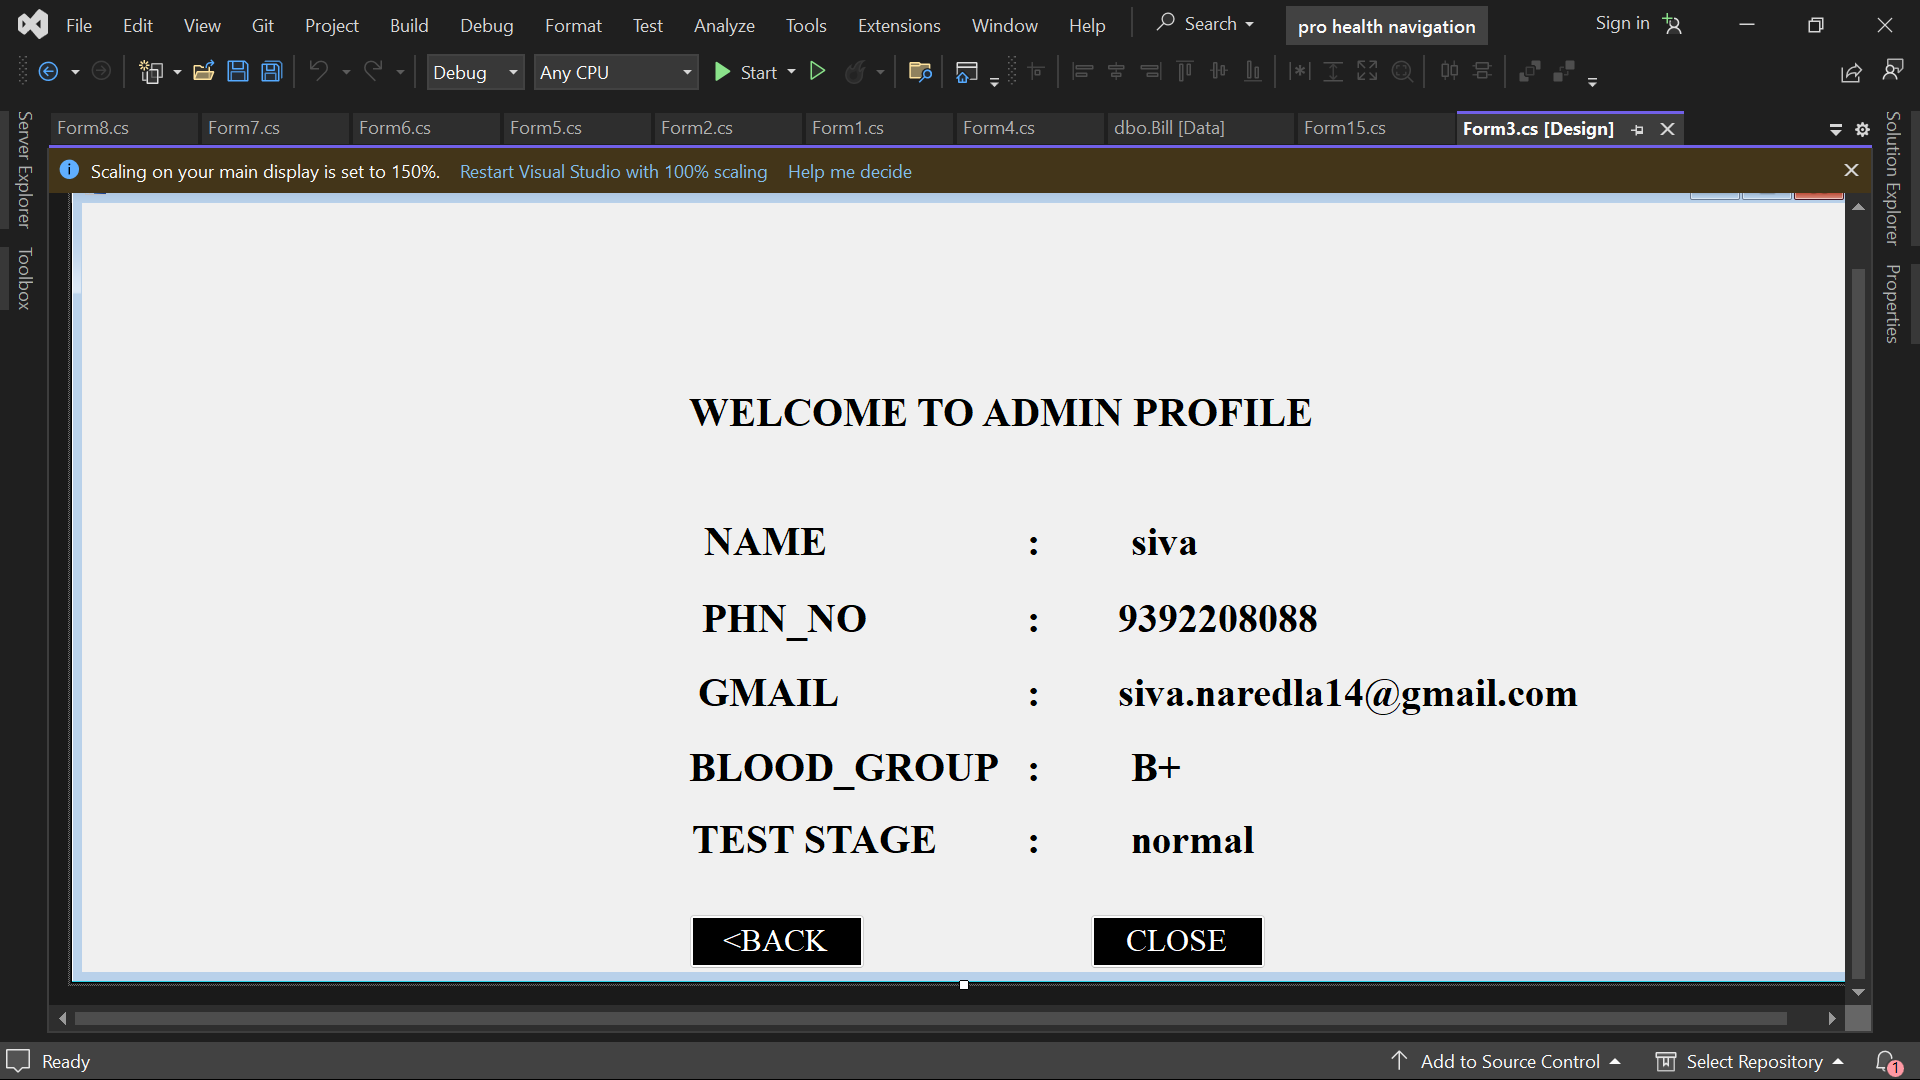 File Edit View Git Project Build Debug Format Test Analyze Tools Extensions Window Help Search pro health navigation Sign in
Debug Any CPU Start
Form8.cs Form7.cs Form6.cs Form5.cs Form2.cs Form1.cs Form4.cs dbo.Bill [Data] Form15.cs Form3.cs [Design]
Scaling on your main display is set to 150%. Restart Visual Studio with 100% scaling Help me decide
Server Explorer
Toolbox
Solution Explorer
Properties
WELCOME TO ADMIN PROFILE
NAME : siva
PHN_NO : 9392208088
GMAIL : siva.naredla14@gmail.com
BLOOD_GROUP : B+
TEST STAGE : normal
<BACK CLOSE
Ready Add to Source Control Select Repository 1